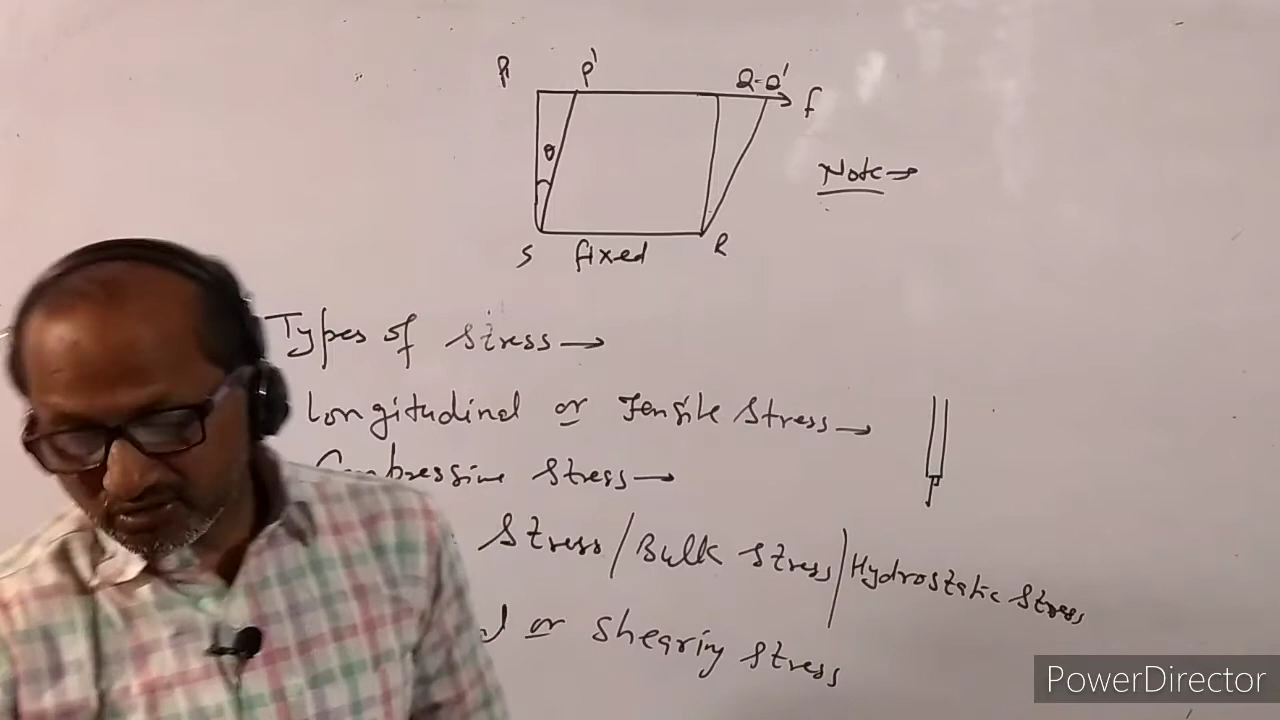 P P' Q Q' F
θ
Note →
S fixed R
Types of stress →
Longitudinal or Tensile Stress →
Compressive Stress →
Stress / Bulk Stress / Hydrostatic Stress
or Shearing Stress
PowerDirector